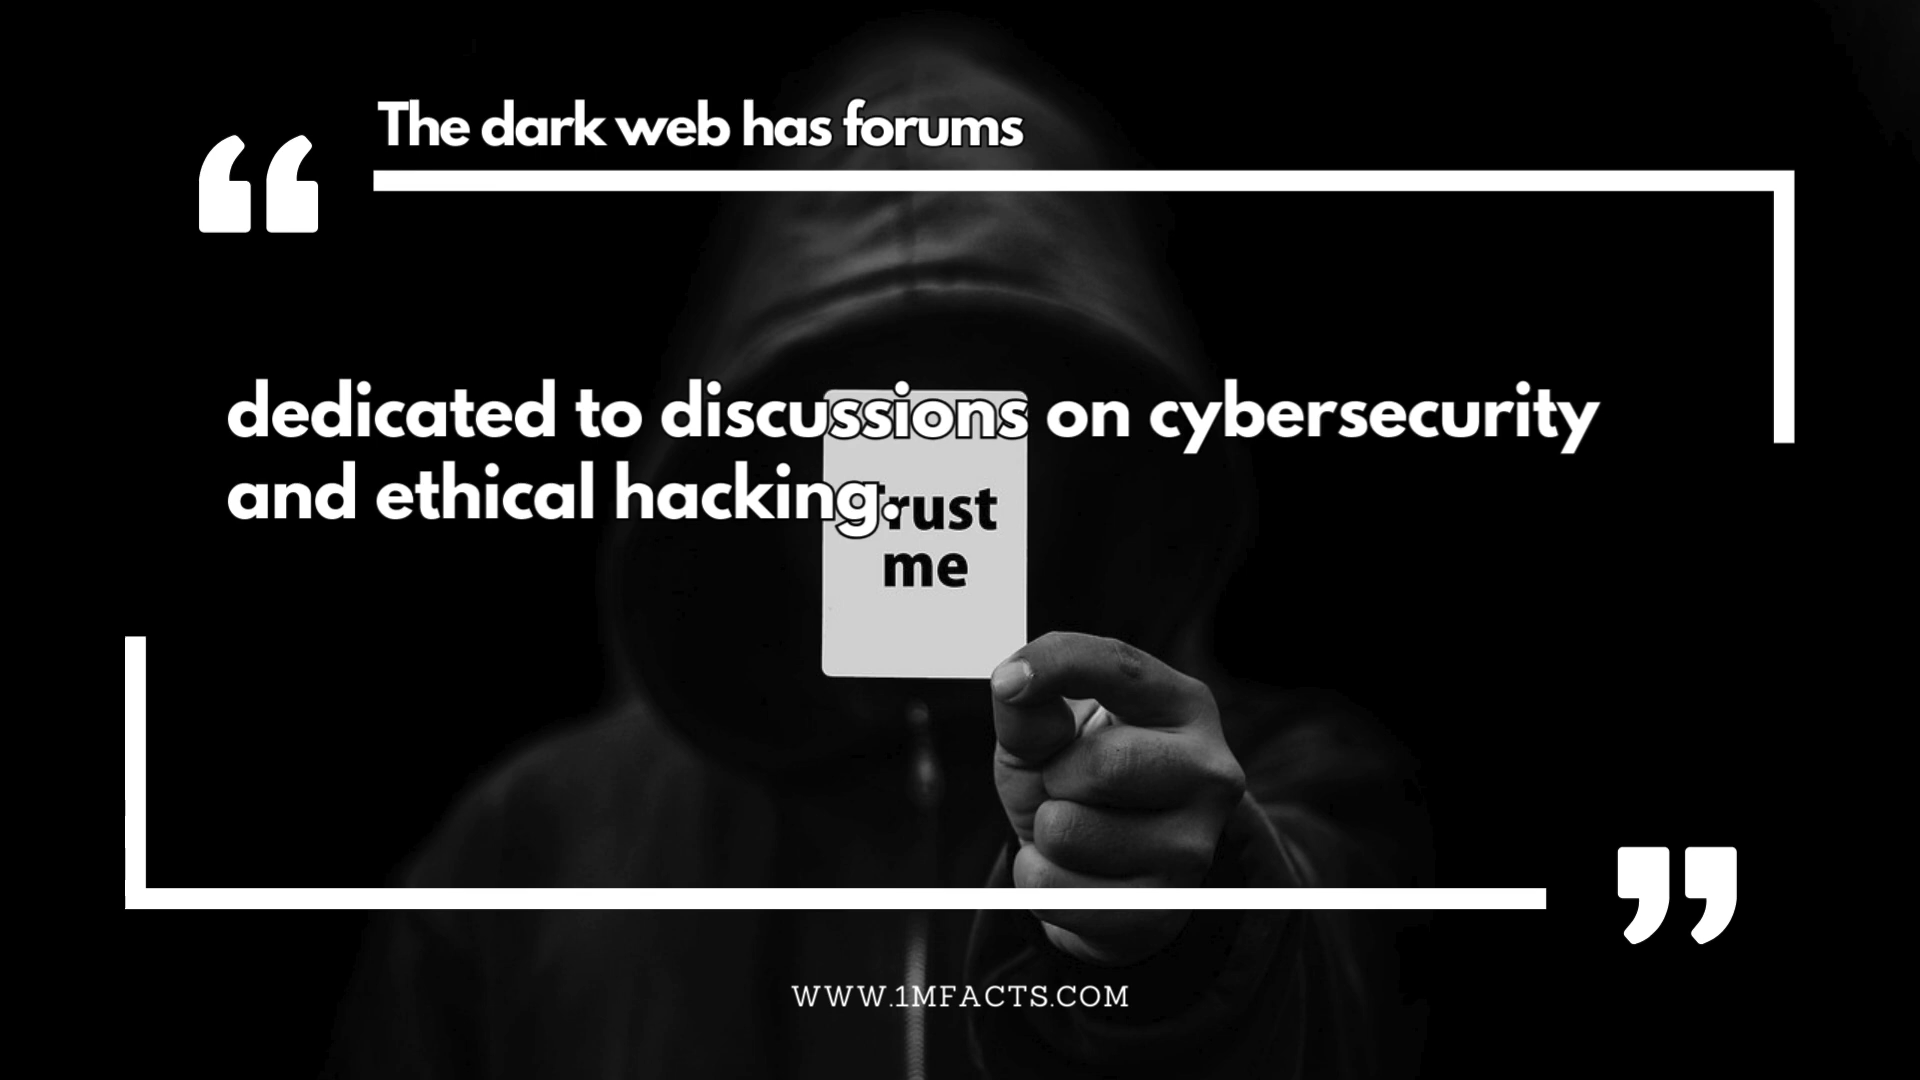 The dark web has forums
dedicated to discussions on cybersecurity
and ethical hacking.
rust
me
WWW.1MFACTS.COM